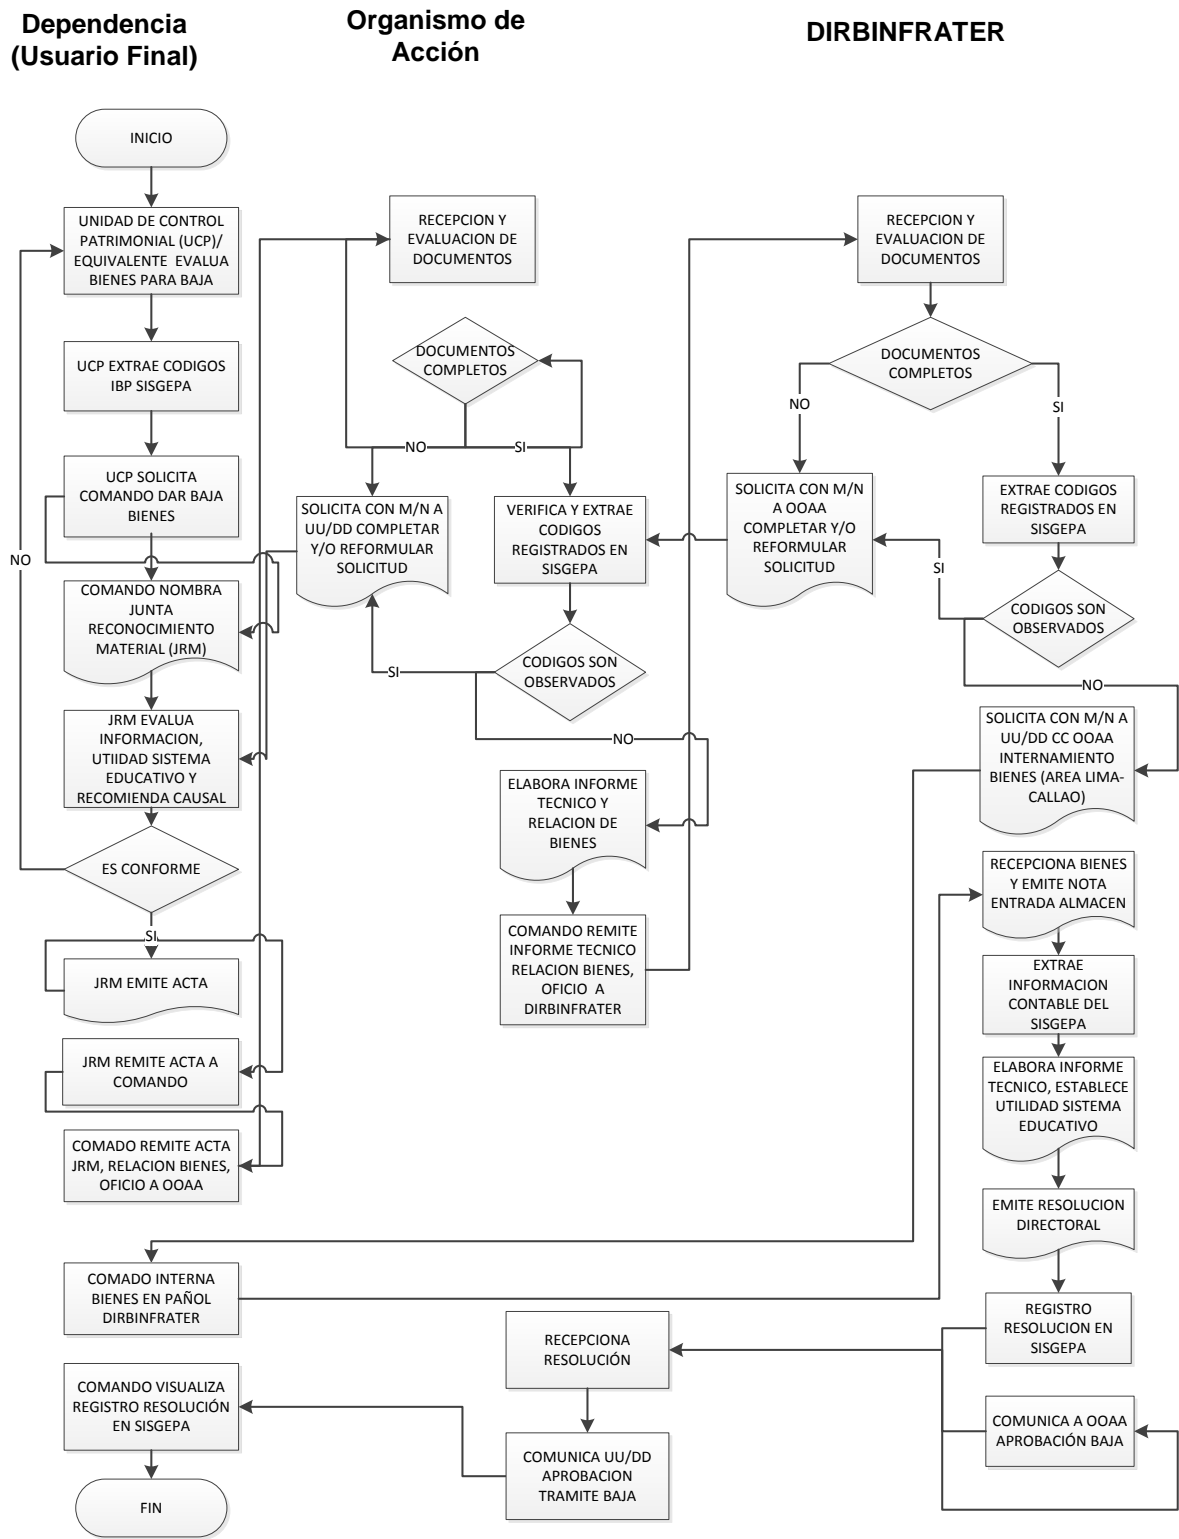 Dependencia
(Usuario Final)
Organismo de
Acción
DIRBINFRATER
INICIO
UNIDAD DE CONTROL
PATRIMONIAL (UCP)/
EQUIVALENTE EVALUA
BIENES PARA BAJA
UCP EXTRAE CODIGOS
IBP SISGEPA
UCP SOLICITA
COMANDO DAR BAJA
BIENES
NO
COMANDO NOMBRA
JUNTA
RECONOCIMIENTO
MATERIAL (JRM)
JRM EVALUA
INFORMACION,
UTIIDAD SISTEMA
EDUCATIVO Y
RECOMIENDA CAUSAL
ES CONFORME
SI
JRM EMITE ACTA
JRM REMITE ACTA A
COMANDO
COMADO REMITE ACTA
JRM, RELACION BIENES,
OFICIO A OOAA
COMADO INTERNA
BIENES EN PAÑOL
DIRBINFRATER
COMANDO VISUALIZA
REGISTRO RESOLUCIÓN
EN SISGEPA
FIN
RECEPCION Y
EVALUACION DE
DOCUMENTOS
DOCUMENTOS
COMPLETOS
NO
SI
SOLICITA CON M/N A
UU/DD COMPLETAR
Y/O REFORMULAR
SOLICITUD
VERIFICA Y EXTRAE
CODIGOS
REGISTRADOS EN
SISGEPA
SI
CODIGOS SON
OBSERVADOS
NO
ELABORA INFORME
TECNICO Y
RELACION DE
BIENES
COMANDO REMITE
INFORME TECNICO
RELACION BIENES,
OFICIO A
DIRBINFRATER
RECEPCIONA
RESOLUCIÓN
COMUNICA UU/DD
APROBACION
TRAMITE BAJA
RECEPCION Y
EVALUACION DE
DOCUMENTOS
DOCUMENTOS
COMPLETOS
NO
SI
SOLICITA CON M/N
A OOAA
COMPLETAR Y/O
REFORMULAR
SOLICITUD
EXTRAE CODIGOS
REGISTRADOS EN
SISGEPA
SI
CODIGOS SON
OBSERVADOS
NO
SOLICITA CON M/N A
UU/DD CC OOAA
INTERNAMIENTO
BIENES (AREA LIMA-
CALLAO)
RECEPCIONA BIENES
Y EMITE NOTA
ENTRADA ALMACEN
EXTRAE
INFORMACION
CONTABLE DEL
SISGEPA
ELABORA INFORME
TECNICO, ESTABLECE
UTILIDAD SISTEMA
EDUCATIVO
EMITE RESOLUCION
DIRECTORAL
REGISTRO
RESOLUCION EN
SISGEPA
COMUNICA A OOAA
APROBACIÓN BAJA